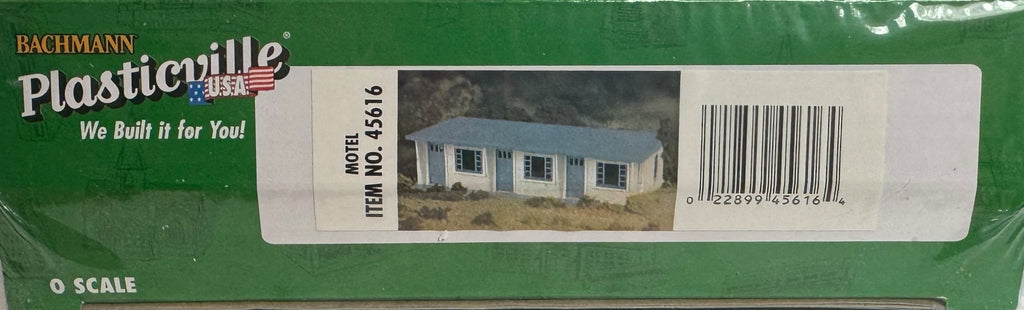 BACHMANN
Plasticville®
U.S.A.
We Built it for You!
MOTEL
ITEM NO. 45616
0 22899 45616 4
O SCALE